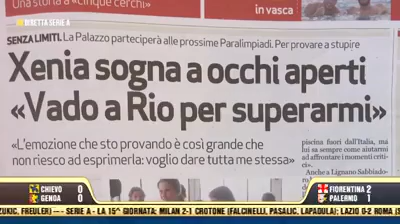 Una storia a «cinque cerchi»
in vasca
DIRETTA SERIE A
SENZA LIMITI. La Palazzo parteciperà alle prossime Paralimpiadi. Per provare a stupire
Xenia sogna a occhi aperti
«Vado a Rio per superarmi»
«L'emozione che sto provando è così grande che
non riesco ad esprimerla: voglio dare tutta me stessa»
piscina fuori dall'Italia, ma
lui sa sempre come aiutarmi
ad affrontare i momenti criti-
ci».
Anche a Lignano Sabbiado-
CHIEVO 0
GENOA 0
FIORENTINA 2
PALERMO 1
ZUKIC, FREULER) --- SERIE A - LA 15^ GIORNATA: MILAN 2-1 CROTONE (FALCINELLI, PASALIC, LAPADULA); LAZIO 0-2 ROMA (S